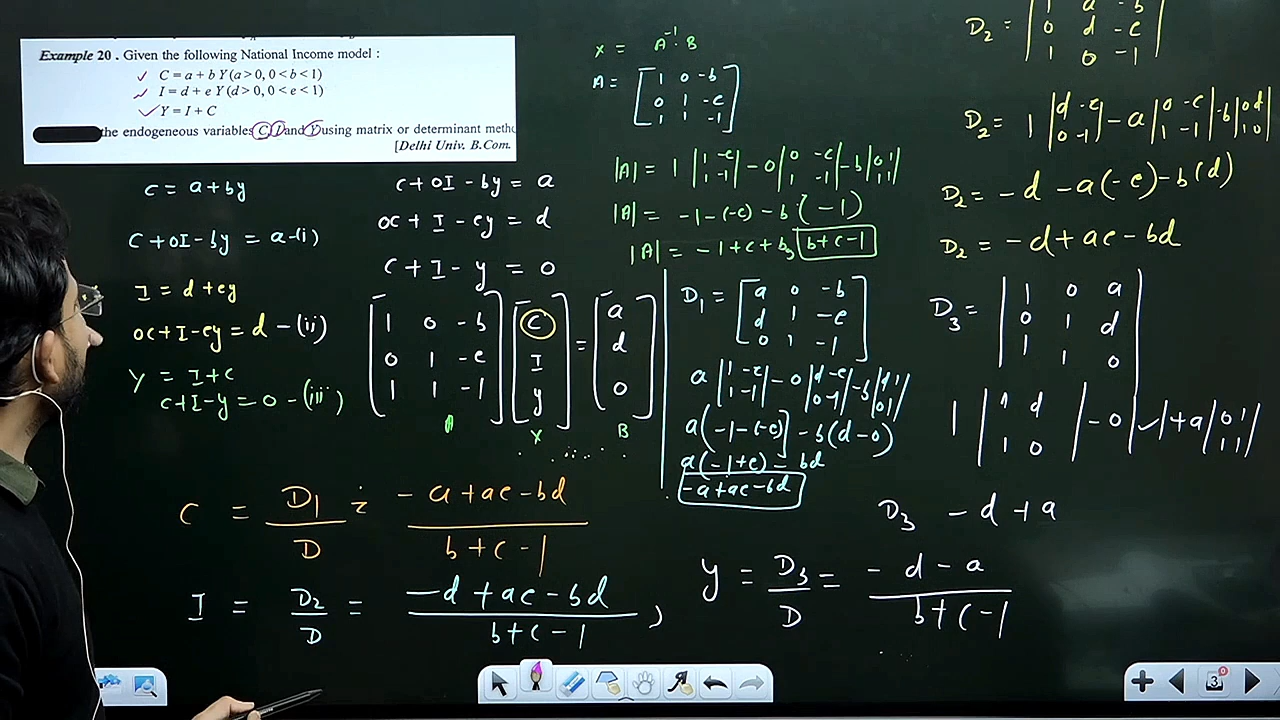 Example 20 . Given the following National Income model :
C = a + b Y (a > 0, 0 < b < 1)
I = d + e Y (d > 0, 0 < e < 1)
Y = I + C
the endogeneous variables C, I and Y using matrix or determinant meth
[Delhi Univ. B.Com.
C = a+by
C+0I-by = a-(i)
I = d+ey
0C+I-ey = d -(ii)
Y = I+C
C+I-y = 0 -(iii)
C+0I-by = a
0C+I-ey = d
C+I-y = 0
[1 0 -b] [C] = [a]
[0 1 -e] [I] [d]
[1 1 -1] [y] [0]
A X B
X = A⁻¹·B
A = [1 0 -b]
[0 1 -e]
[1 1 -1]
|A| = 1 |1 -e| - 0 |0 -e| - b |0 1|
|1 -1| |1 -1| |1 1|
|A| = -1-(-e) - b(-1)
|A| = -1+e+b, b+e-1
D₁ = [a 0 -b]
[d 1 -e]
[0 1 -1]
a |1 -e| - 0 |d -e| - b |d 1|
|1 -1| |0 -1| |0 1|
a(-1-(-e)] - b(d-0)
a(-1+e) - bd
-a+ae-bd
D₂ = |1 a -b|
|0 d -e|
|1 0 -1|
D₂ = 1 |d -e| - a |0 -e| - b |0 d|
|0 -1| |1 -1| |1 0|
D₂ = -d - a(-e) - b(d)
D₂ = -d+ae-bd
D₃ = |1 0 a|
|0 1 d|
|1 1 0|
1 |1 d| - 0 |✓| + a |0 1|
|1 0| |1 1|
D₃ -d+a
C = D₁ = -a+ae-bd
D b+e-1
I = D₂ = -d+ae-bd ,
D b+e-1
y = D₃ = -d-a
D b+e-1
3
0